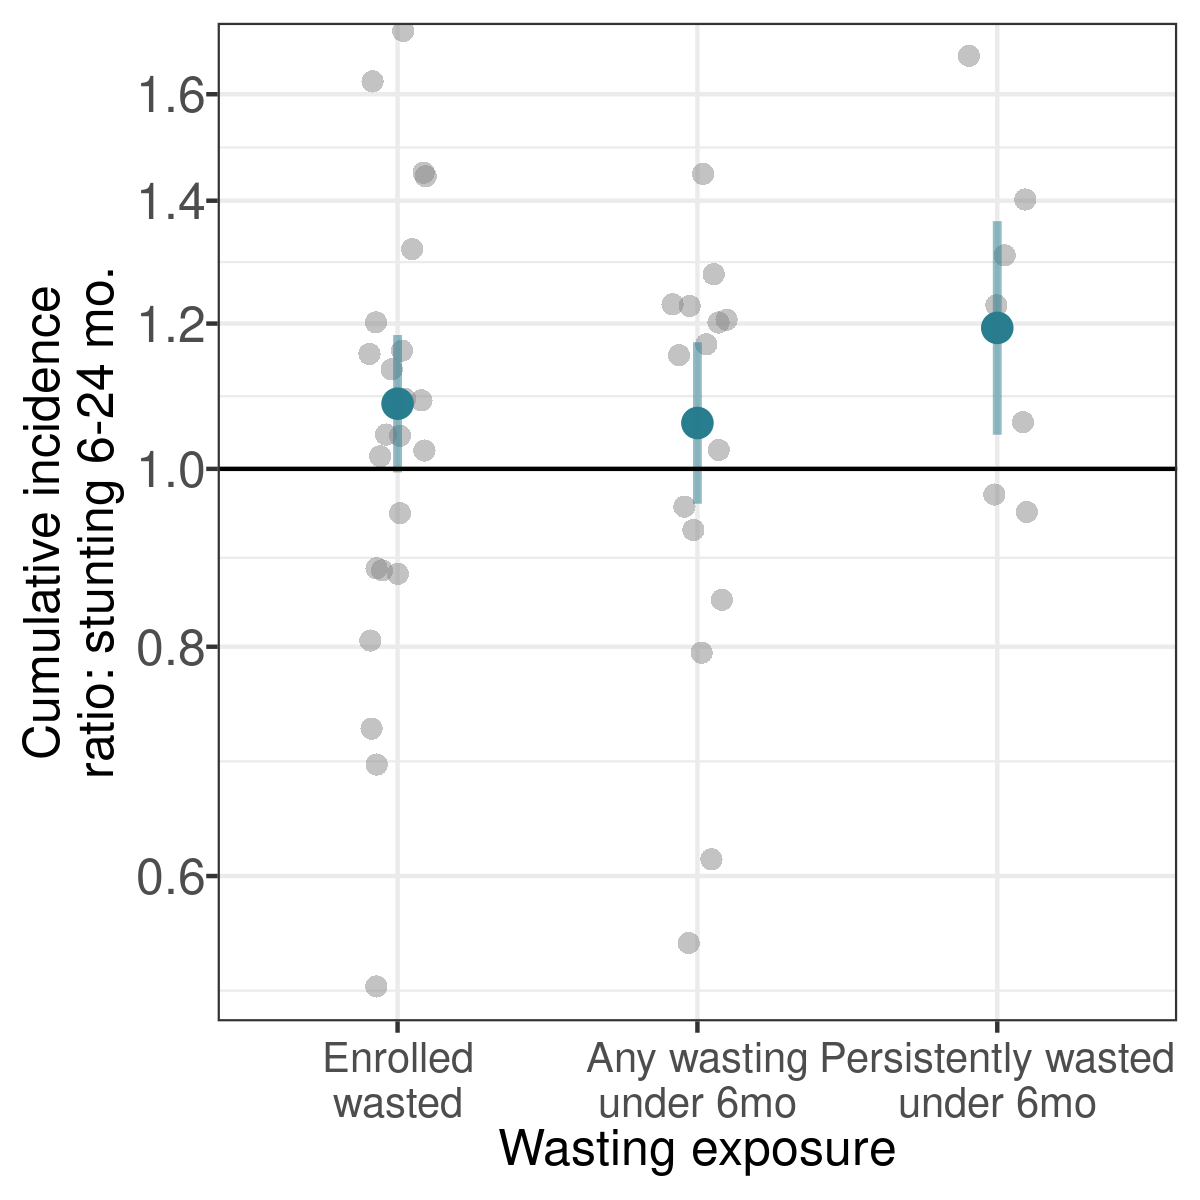 Cumulative incidence
ratio: stunting 6-24 mo.
1.6
1.4
1.2
1.0
0.8
0.6
Enrolled
wasted
Any wasting
under 6mo
Persistently wasted
under 6mo
Wasting exposure